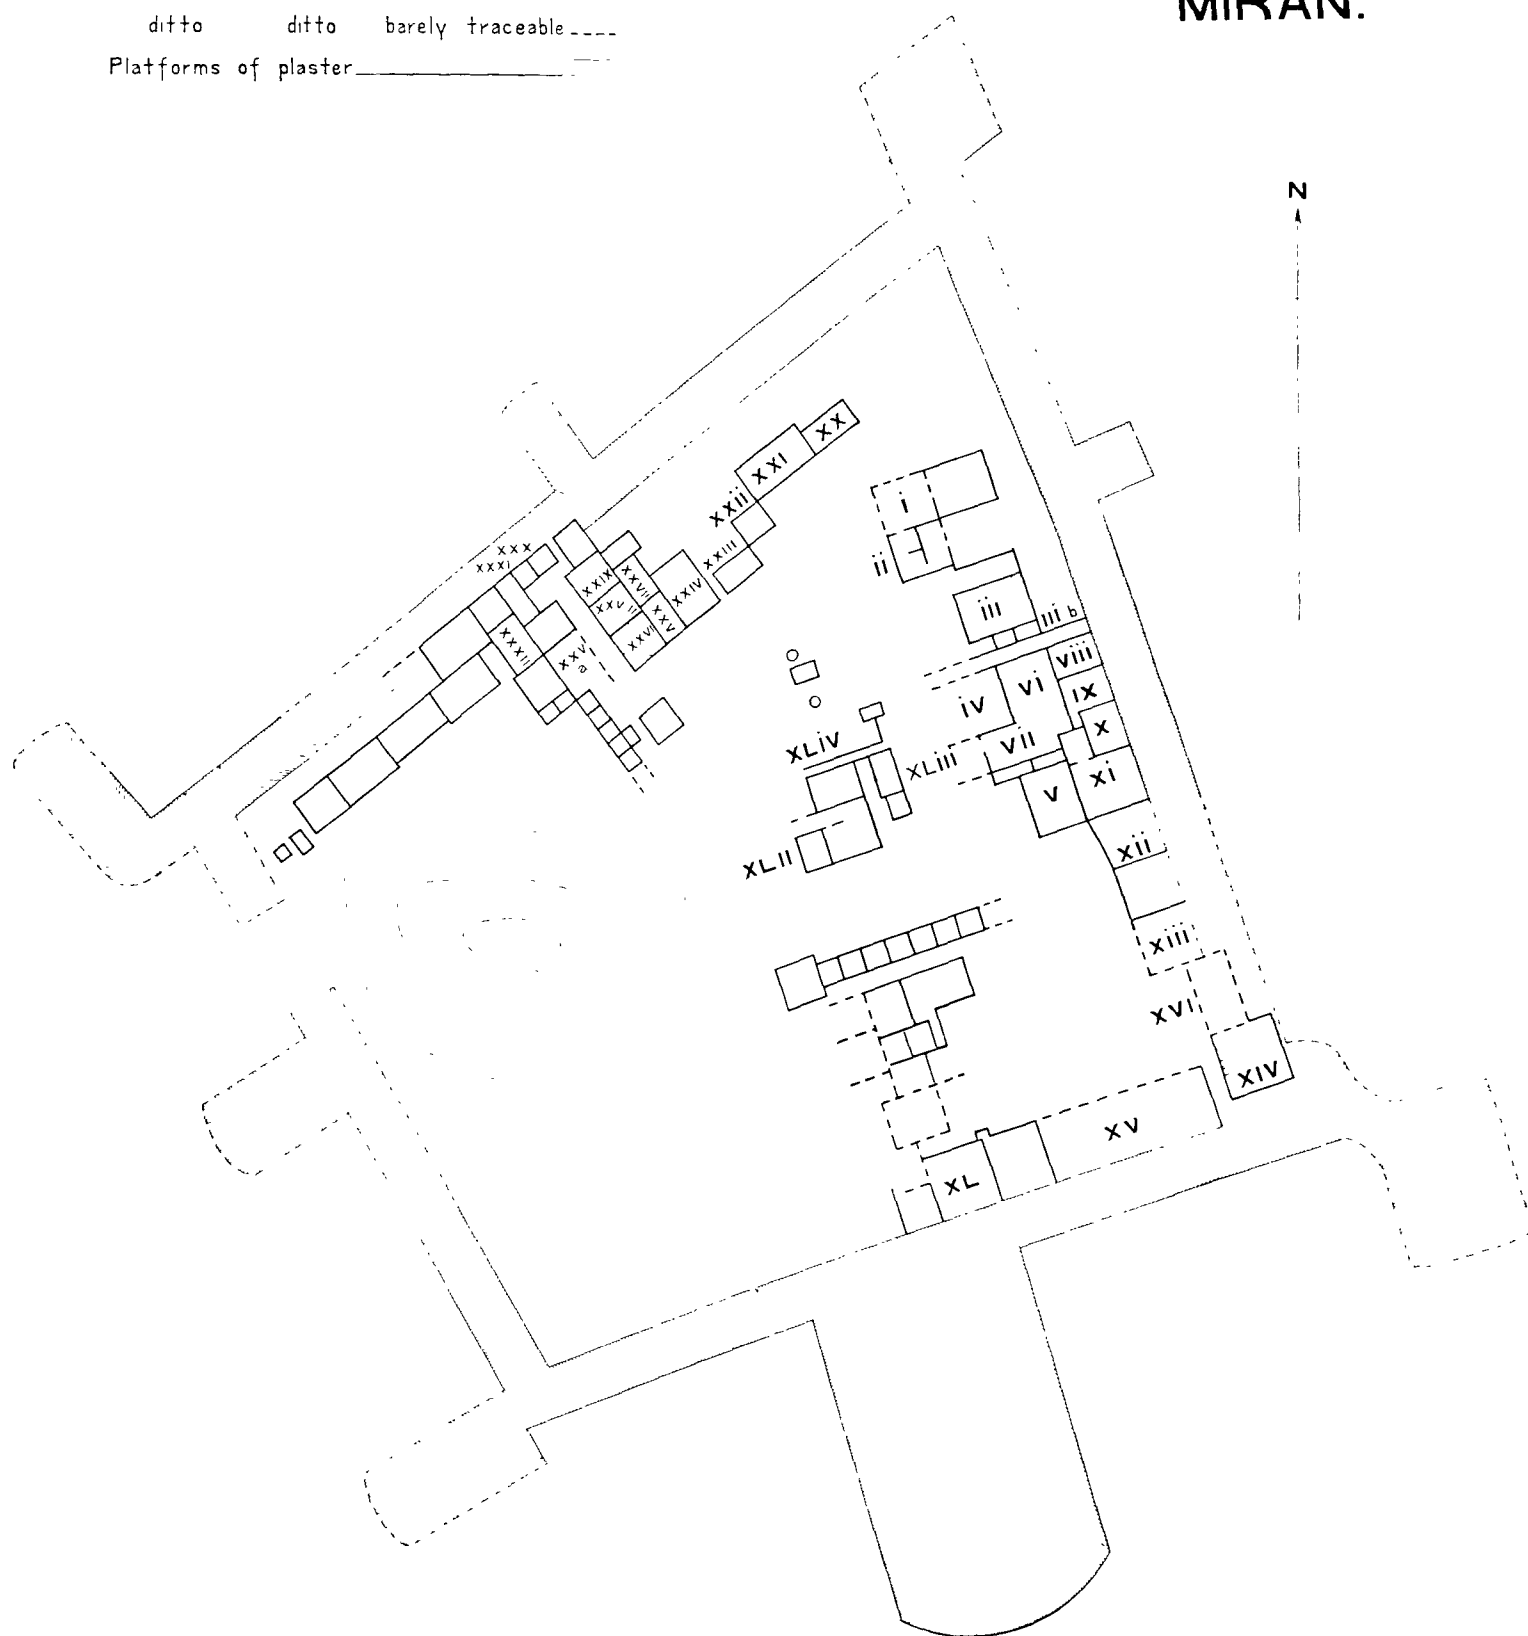 MIRAN.
ditto ditto barely traceable
Platforms of plaster
N
XX
XXI
XXii
XXIII
XXX
XXXI
XXIX
XXVII
XXVIII
XXIV
XXV
XXVI
XXXII
XXV
a
i
ii
iii
IIIb
viii
vi
iX
iV
X
vii
XLiV
XLiii
Xi
V
Xii
XLII
Xiii
XVI
XIV
XV
XL